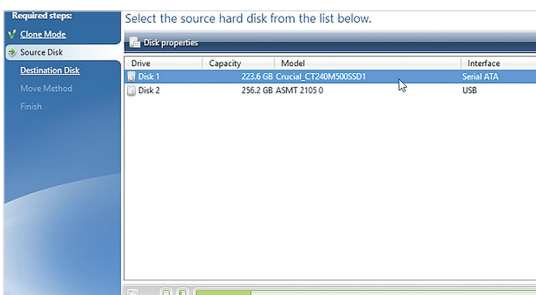 Required steps:
Select the source hard disk from the list below.
Clone Mode
Source Disk
Destination Disk
Move Method
Finish
Disk properties
Drive Capacity Model Interface
Disk 1 223.6 GB Crucial_CT240M500SSD1 Serial ATA
Disk 2 256.2 GB ASMT 2105 0 USB